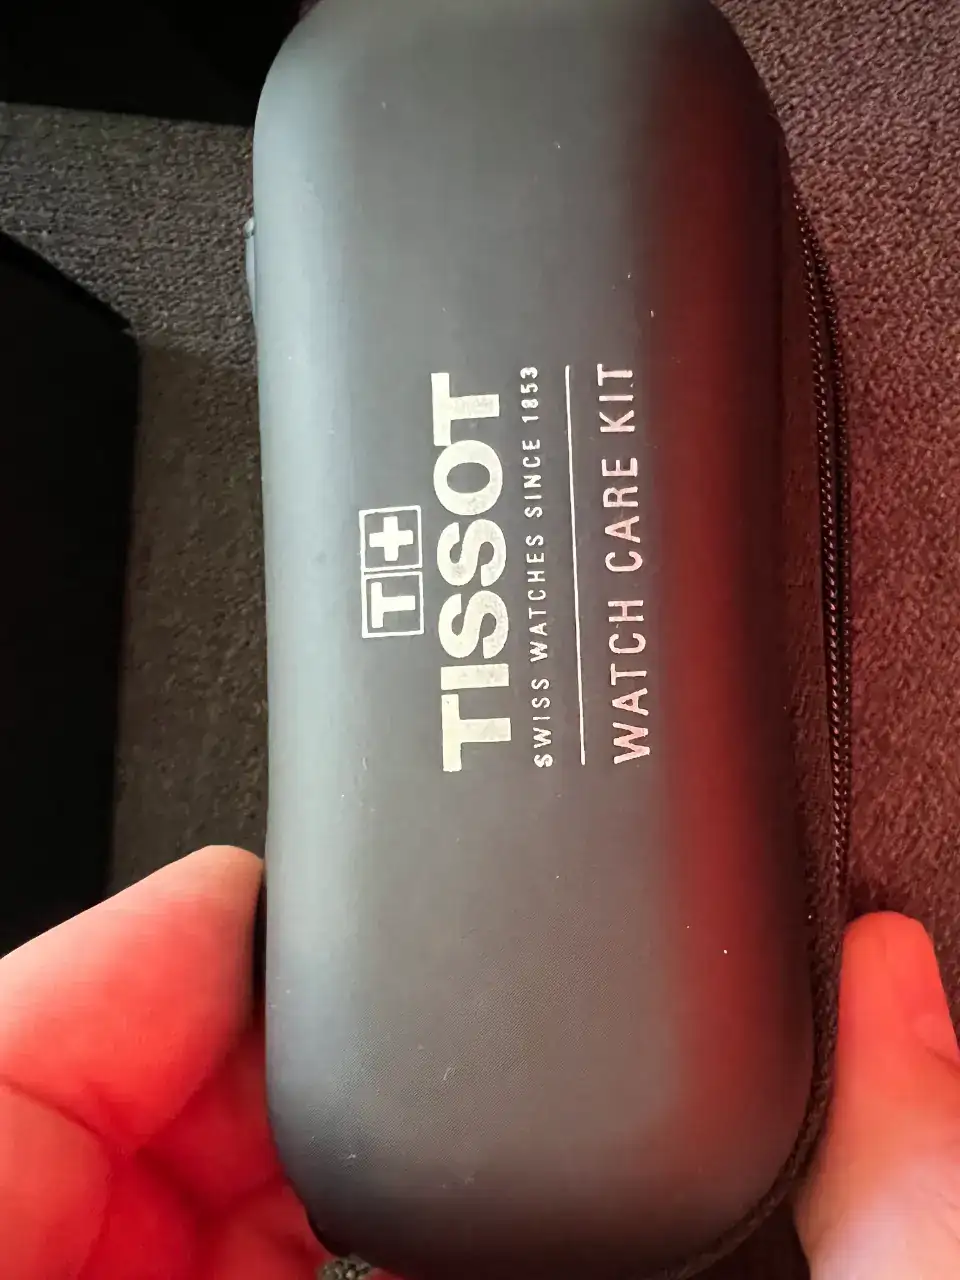 T+
TISSOT
SWISS WATCHES SINCE 1853
WATCH CARE KIT